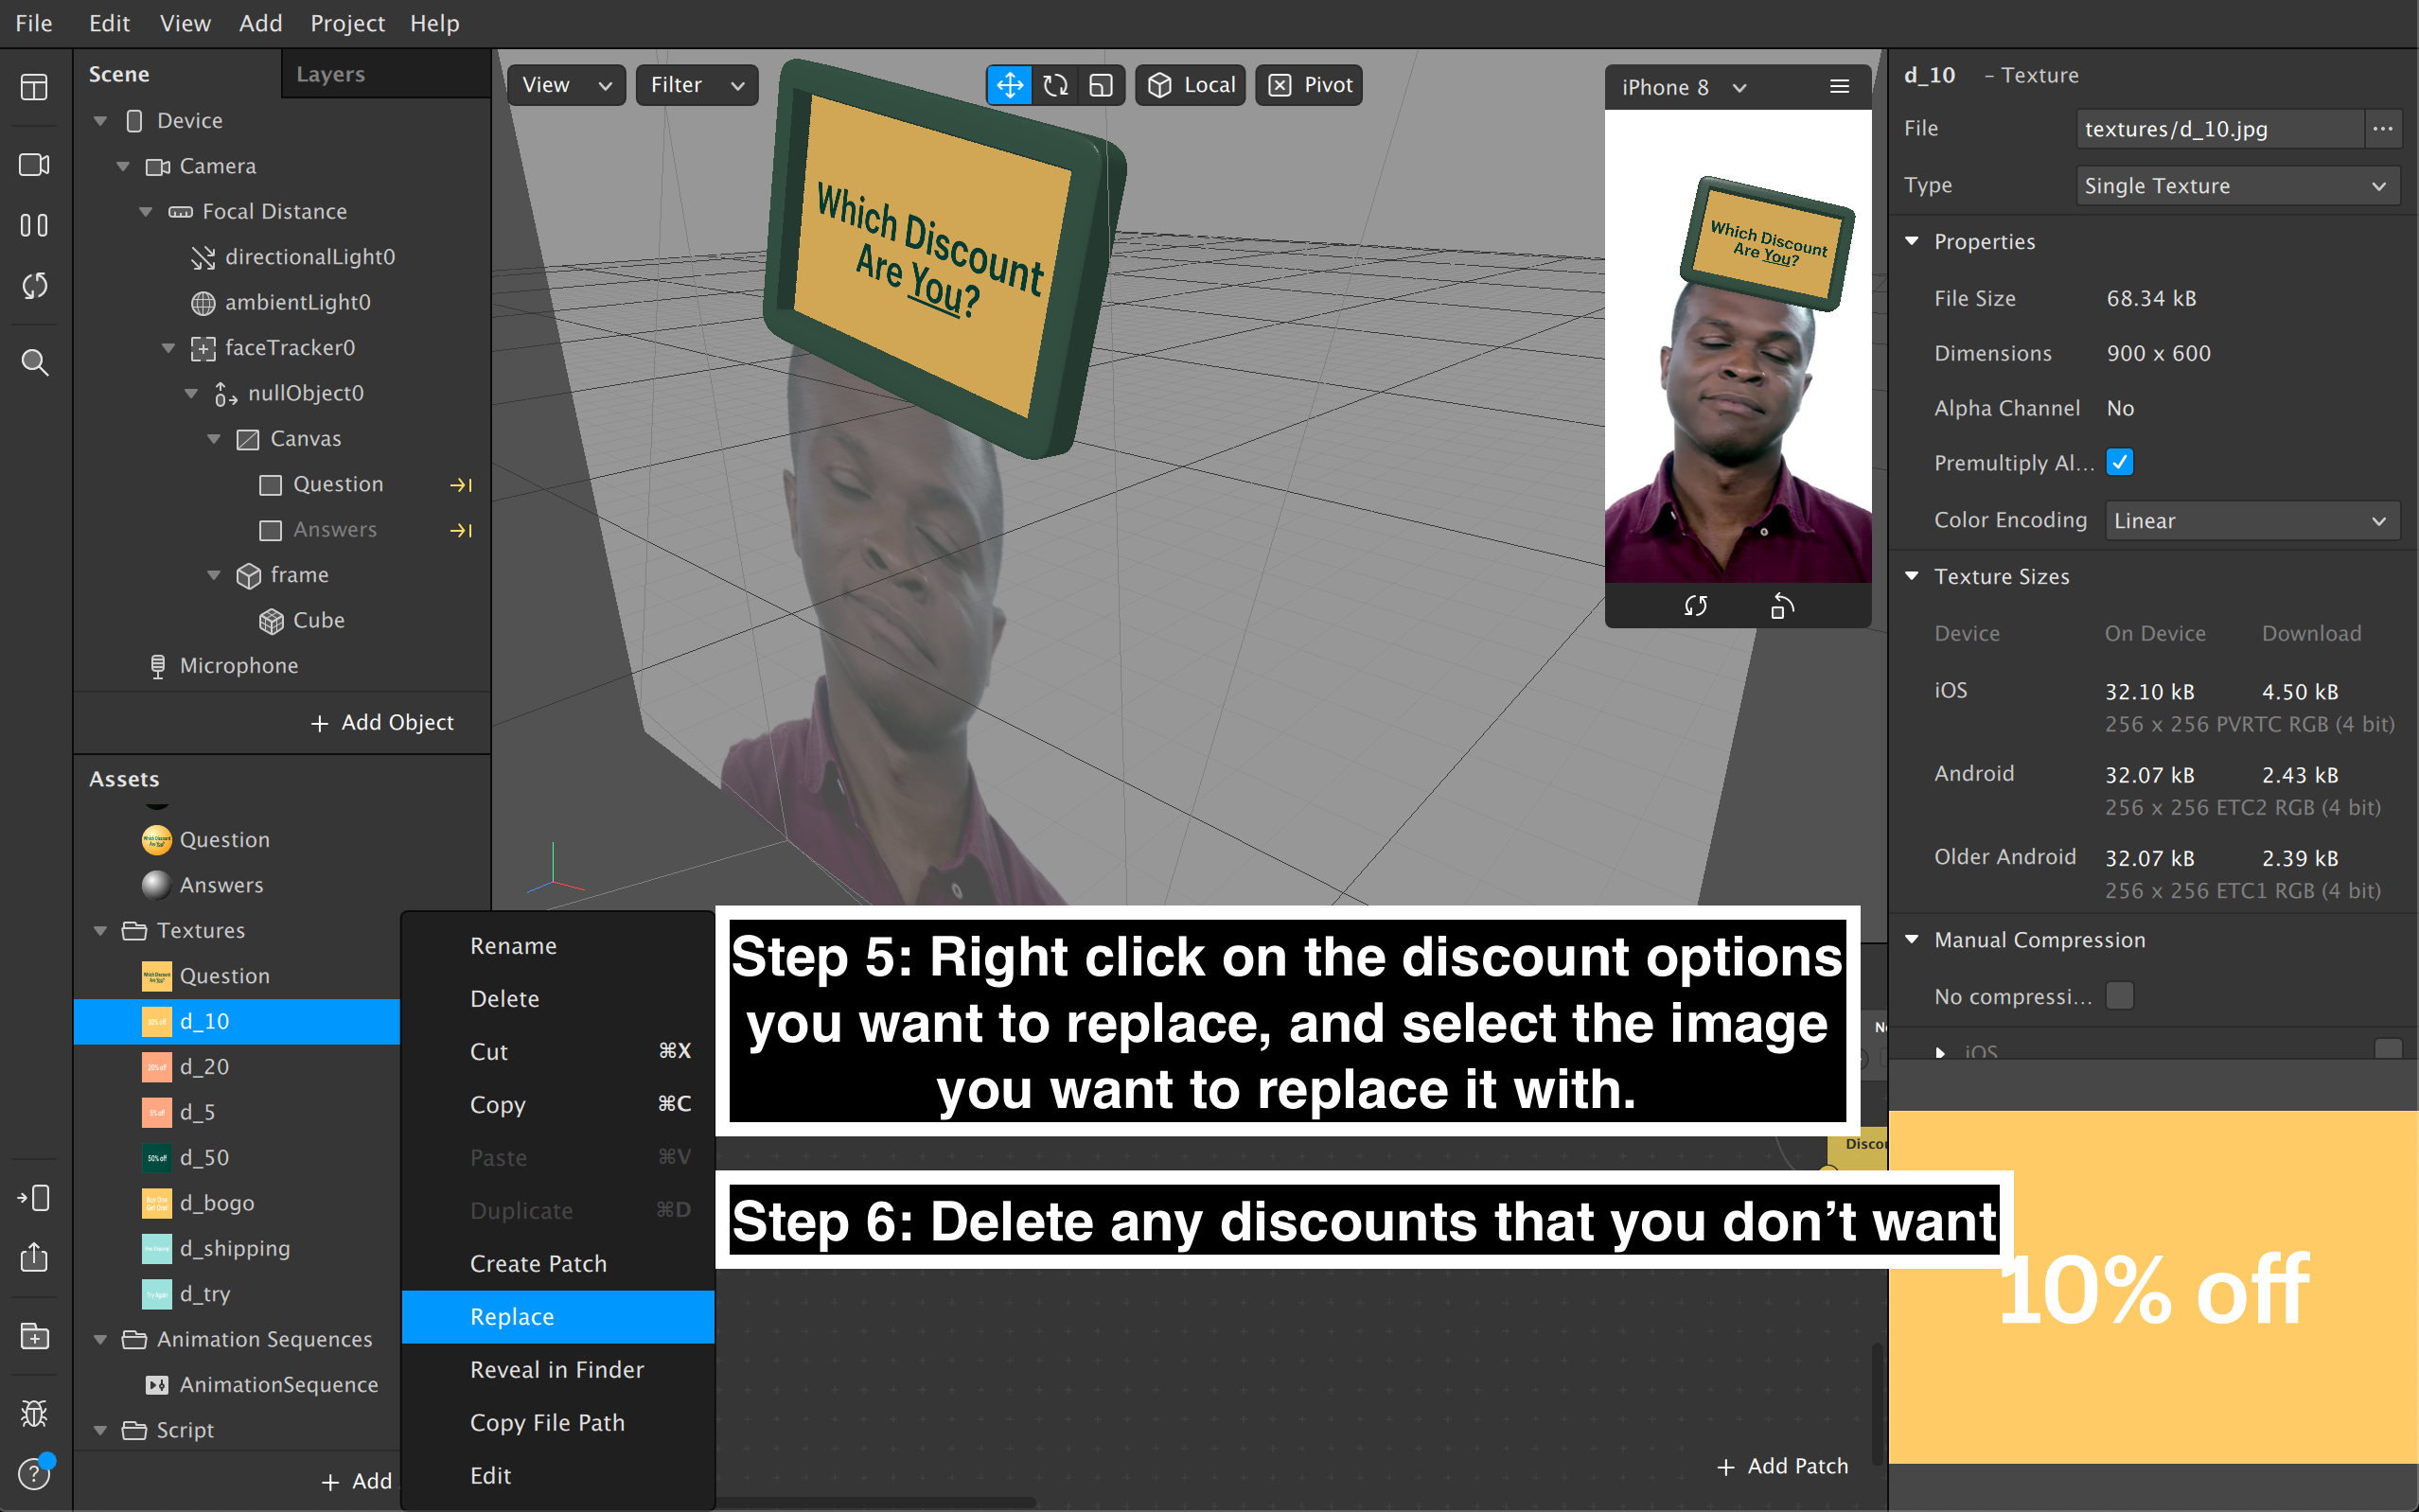 File Edit View Add Project Help
Scene Layers
Device
Camera
Focal Distance
directionalLight0
ambientLight0
faceTracker0
nullObject0
Canvas
Question
Answers
frame
Cube
Microphone
+ Add Object
Assets
Question
Answers
Textures
Question
d_10
d_20
d_5
d_50
d_bogo
d_shipping
d_try
Animation Sequences
AnimationSequence
Script
+ Add
Rename
Delete
Cut ⌘X
Copy ⌘C
Paste ⌘V
Duplicate ⌘D
Create Patch
Replace
Reveal in Finder
Copy File Path
Edit
View Filter Local Pivot
Which Discount
Are You?
iPhone 8
Which Discount
Are You?
Step 5: Right click on the discount options
you want to replace, and select the image
you want to replace it with.
Step 6: Delete any discounts that you don’t want
+ Add Patch
d_10 – Texture
File textures/d_10.jpg ...
Type Single Texture
Properties
File Size 68.34 kB
Dimensions 900 x 600
Alpha Channel No
Premultiply Al...
Color Encoding Linear
Texture Sizes
Device On Device Download
iOS 32.10 kB 4.50 kB
256 x 256 PVRTC RGB (4 bit)
Android 32.07 kB 2.43 kB
256 x 256 ETC2 RGB (4 bit)
Older Android 32.07 kB 2.39 kB
256 x 256 ETC1 RGB (4 bit)
Manual Compression
No compressi...
iOS
10% off